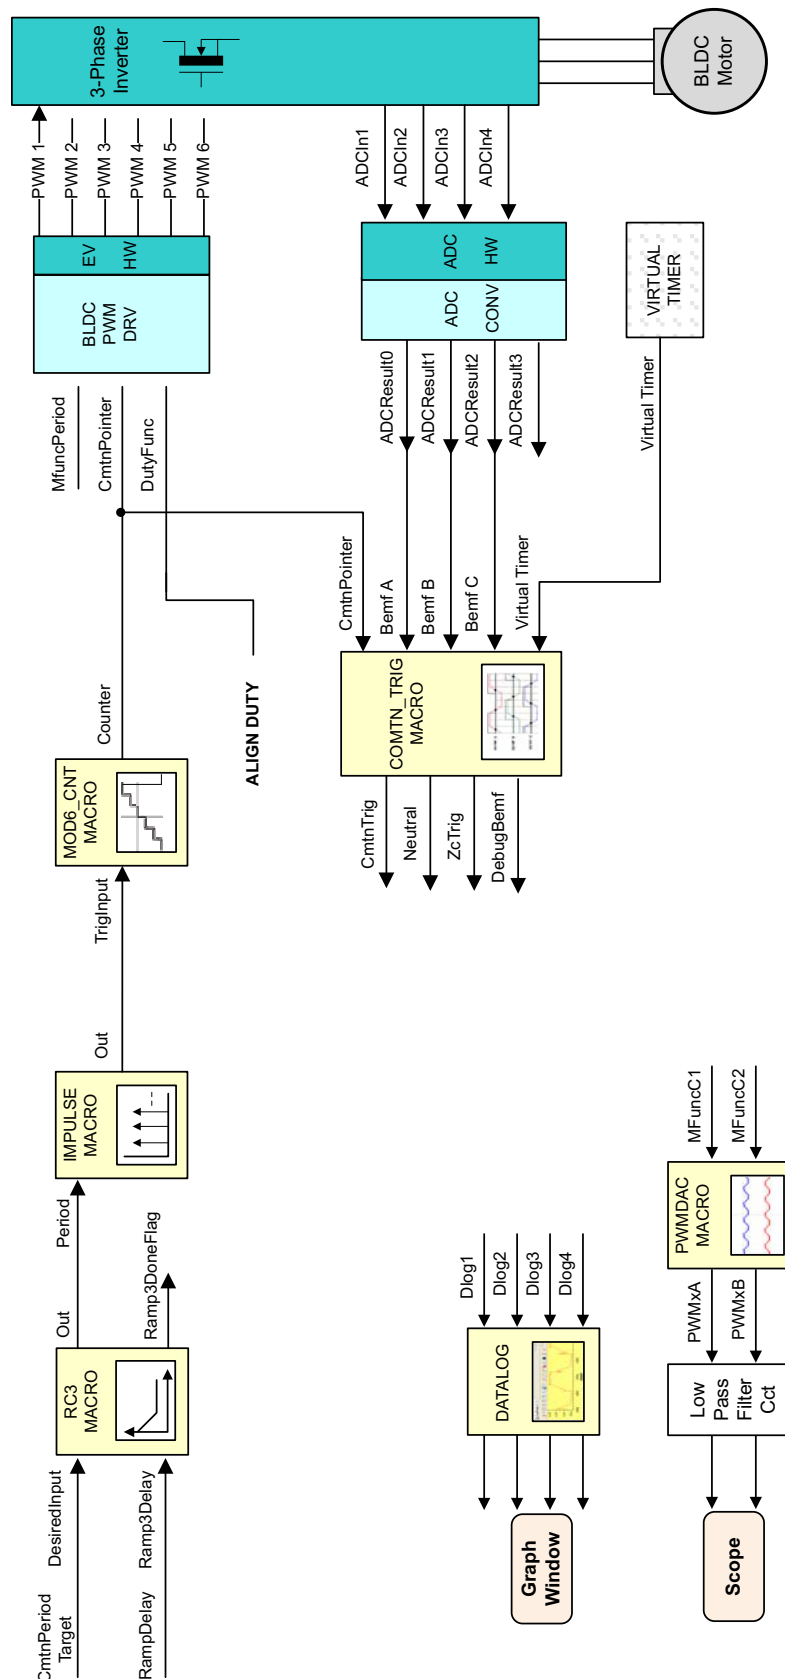 CmtnPeriod
Target
DesiredInput
RampDelay
Ramp3Delay
RC3
MACRO
Out
Period
Ramp3DoneFlag
IMPULSE
MACRO
Out
TrigInput
MOD6_CNT
MACRO
Counter
ALIGN DUTY
MfuncPeriod
CmtnPointer
DutyFunc
BLDC
PWM
DRV
EV
HW
PWM 1
PWM 2
PWM 3
PWM 4
PWM 5
PWM 6
3-Phase
Inverter
CmtnTrig
Neutral
ZcTrig
DebugBemf
COMTN_TRIG
MACRO
CmtnPointer
Bemf A
Bemf B
Bemf C
Virtual Timer
ADCResult0
ADCResult1
ADCResult2
ADCResult3
ADC
CONV
ADC
HW
ADCIn1
ADCIn2
ADCIn3
ADCIn4
BLDC
Motor
Virtual Timer
VIRTUAL
TIMER
Graph
Window
DATALOG
Dlog1
Dlog2
Dlog3
Dlog4
Scope
Low
Pass
Filter
Cct
PWMxA
PWMxB
PWMDAC
MACRO
MFuncC1
MFuncC2